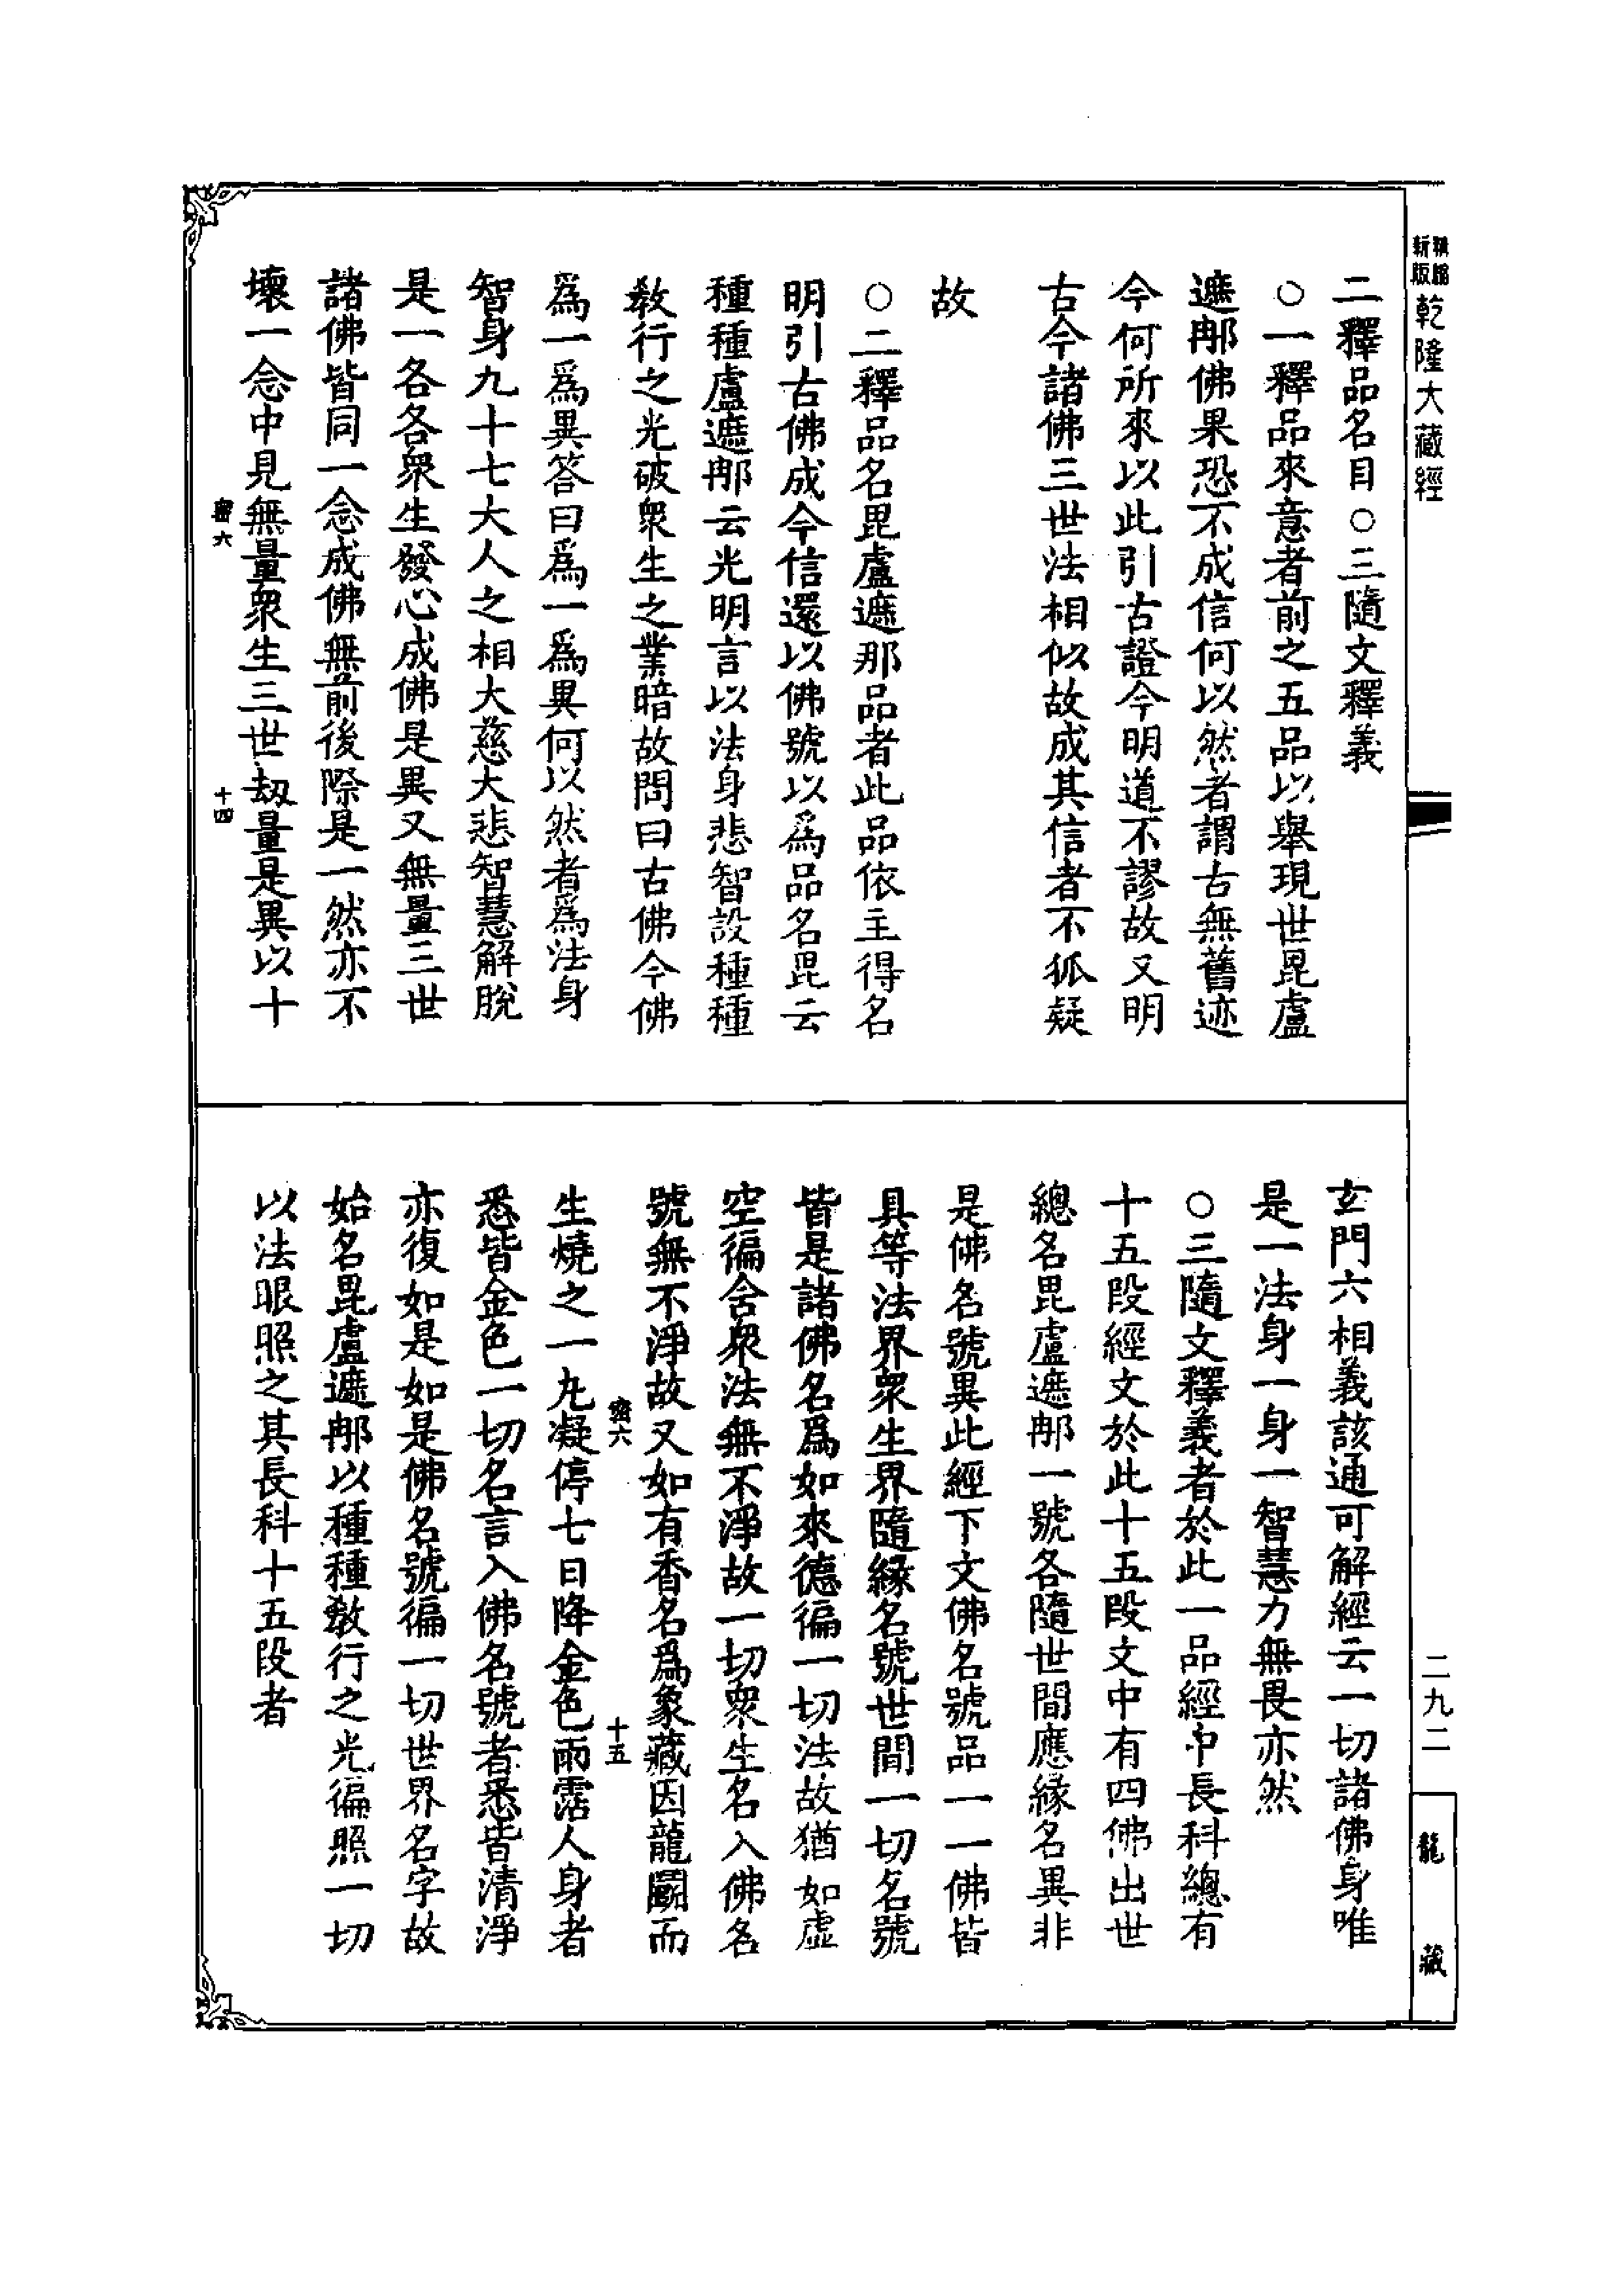 精縮
新版
乾隆大藏經
二釋品名目○三隨文釋義
○一釋品來意者前之五品以舉現世毘盧
遮那佛果恐不成信何以然者謂古無舊迹
今何所來以此引古證今明道不謬故又明
古今諸佛三世法相似故成其信者不狐疑
故
○二釋品名毘盧遮那品者此品依主得名
明引古佛成今信還以佛號以為品名毘云
種種盧遮那云光明言以法身悲智設種種
教行之光破衆生之業暗故問曰古佛今佛
為一為異答曰為一為異何以然者為法身
智身九十七大人之相大慈大悲智慧解脫
是一各各衆生發心成佛是異又無量三世
諸佛皆同一念成佛無前後際是一然亦不
壞一念中見無量衆生三世劫量是異以十
密六
十四
玄門六相義該通可解經云一切諸佛身唯
是一法身一身一智慧力無畏亦然
○三隨文釋義者於此一品經中長科總有
十五段經文於此十五段文中有四佛出世
總名毘盧遮那一號各隨世間應緣名異非
是佛名號異此經下文佛名號品一一佛皆
具等法界衆生界隨緣名號世間一切名號
皆是諸佛名為如來德徧一切法故猶如虛
空徧含衆法無不淨故一切衆生名入佛名
號無不淨故又如有香名為象藏因龍鬬而
密六
十五
生燒之一丸凝停七日降金色雨霑人身者
悉皆金色一切名言入佛名號者悉皆清淨
亦復如是如是佛名號徧一切世界名字故
始名毘盧遮那以種種教行之光徧照一切
以法眼照之其長科十五段者
二九二
龍藏